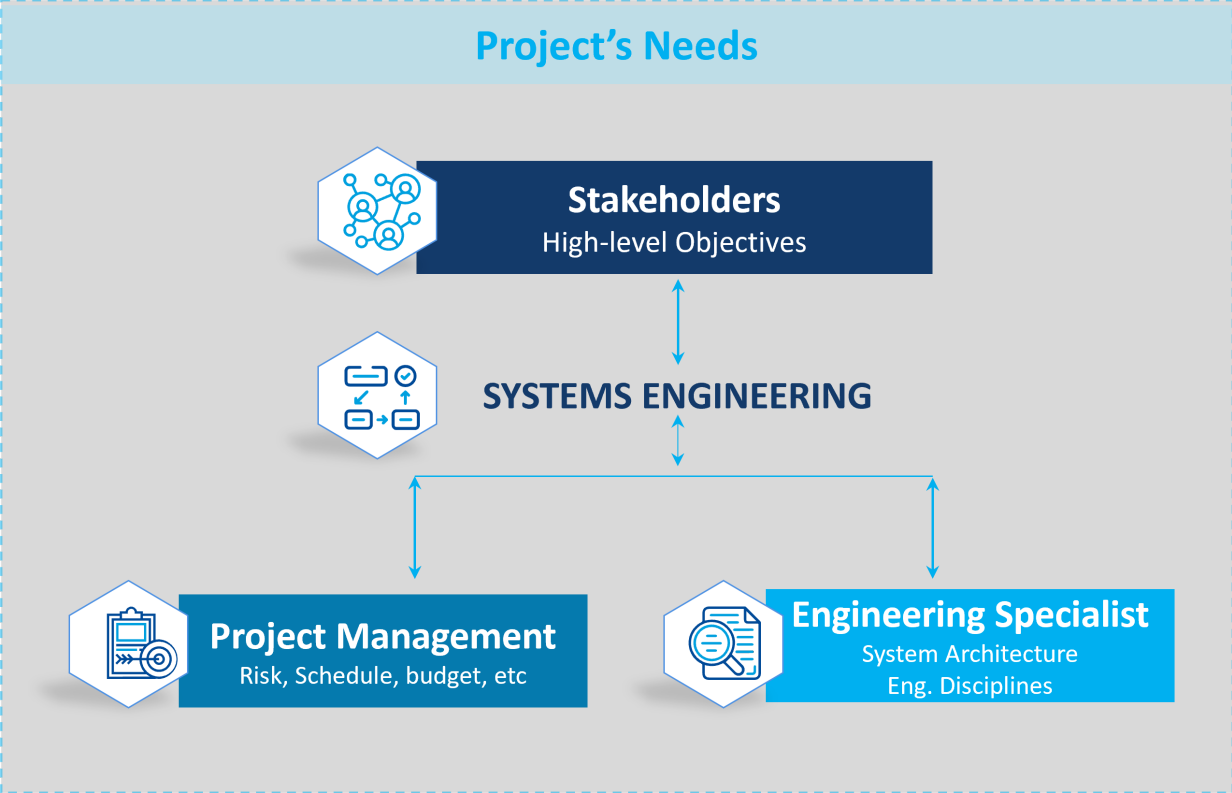 Project’s Needs
Stakeholders
High-level Objectives
SYSTEMS ENGINEERING
Project Management
Risk, Schedule, budget, etc
Engineering Specialist
System Architecture
Eng. Disciplines